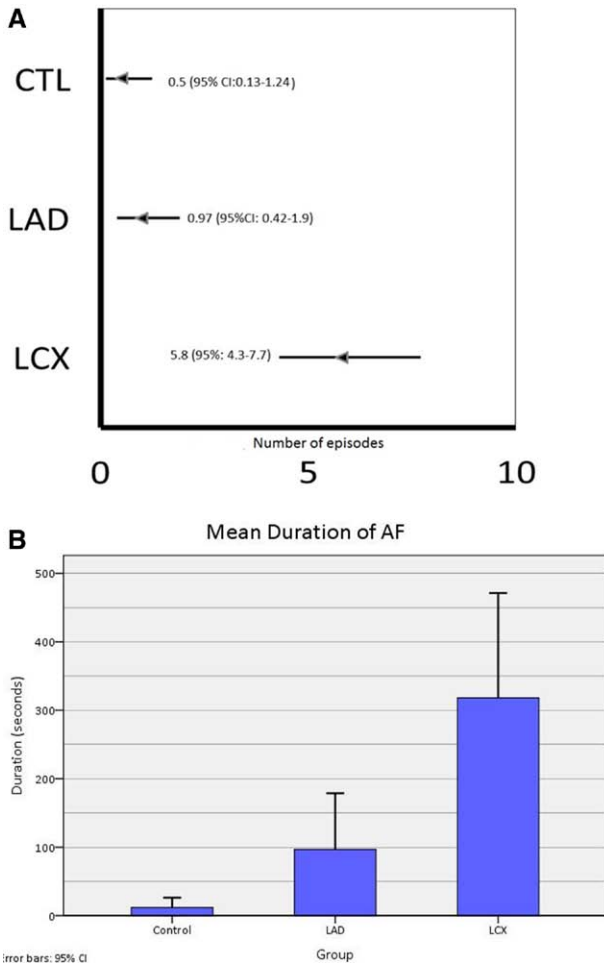 A
CTL
0.5 (95% CI:0.13-1.24)
LAD
0.97 (95%CI: 0.42-1.9)
LCX
5.8 (95%: 4.3-7.7)
Number of episodes
0 5 10
B
Mean Duration of AF
500
400
300
200
100
0
Duration (seconds)
Control LAD LCX
Group
rror bars: 95% CI